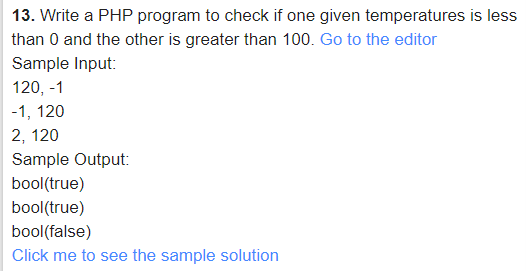 13. Write a PHP program to check if one given temperatures is less
than 0 and the other is greater than 100. Go to the editor
Sample Input:
120, -1
-1, 120
2, 120
Sample Output:
bool(true)
bool(true)
bool(false)
Click me to see the sample solution